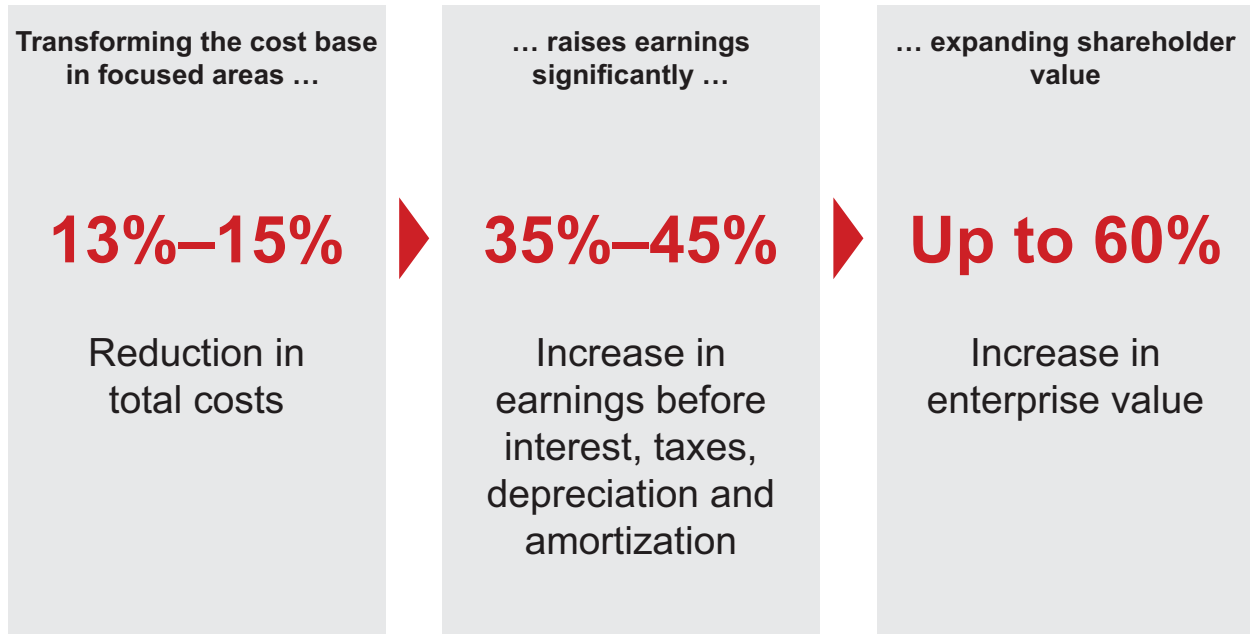 Transforming the cost base
in focused areas …
13%–15%
Reduction in
total costs
… raises earnings
significantly …
35%–45%
Increase in
earnings before
interest, taxes,
depreciation and
amortization
… expanding shareholder
value
Up to 60%
Increase in
enterprise value